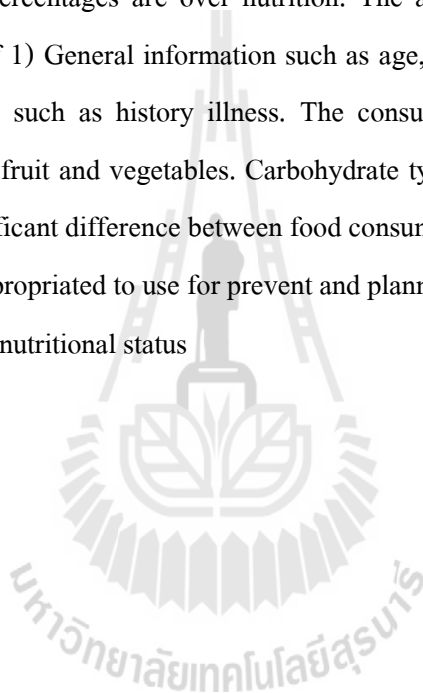 ercentages are over nutrition. The a
f 1) General information such as age,
such as history illness. The consu
fruit and vegetables. Carbohydrate ty
ficant difference between food consur
propriated to use for prevent and plann
nutritional status
มหาวิทยาลัยเทคโนโลยีสุรนารี